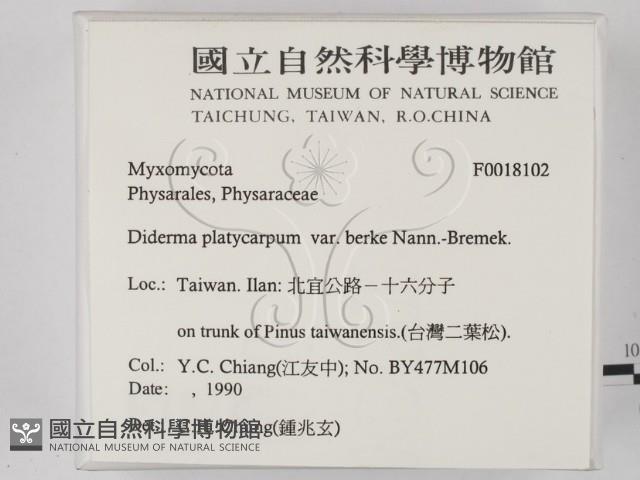 國立自然科學博物館
NATIONAL MUSEUM OF NATURAL SCIENCE
TAICHUNG, TAIWAN, R.O.CHINA
Myxomycota F0018102
Physarales, Physaraceae
Diderma platycarpum var. berke Nann.-Bremek.
Loc.: Taiwan. Ilan: 北宜公路－十六分子
on trunk of Pinus taiwanensis.(台灣二葉松).
Col.: Y.C. Chiang(江友中); No. BY477M106
Date: , 1990
(鍾兆玄)
國立自然科學博物館
NATIONAL MUSEUM OF NATURAL SCIENCE
10